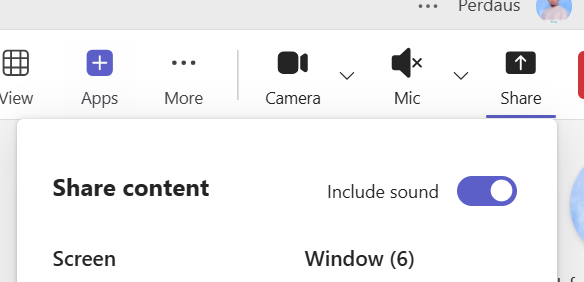 Perdaus
View Apps More Camera Mic Share
Share content Include sound
Screen Window (6)